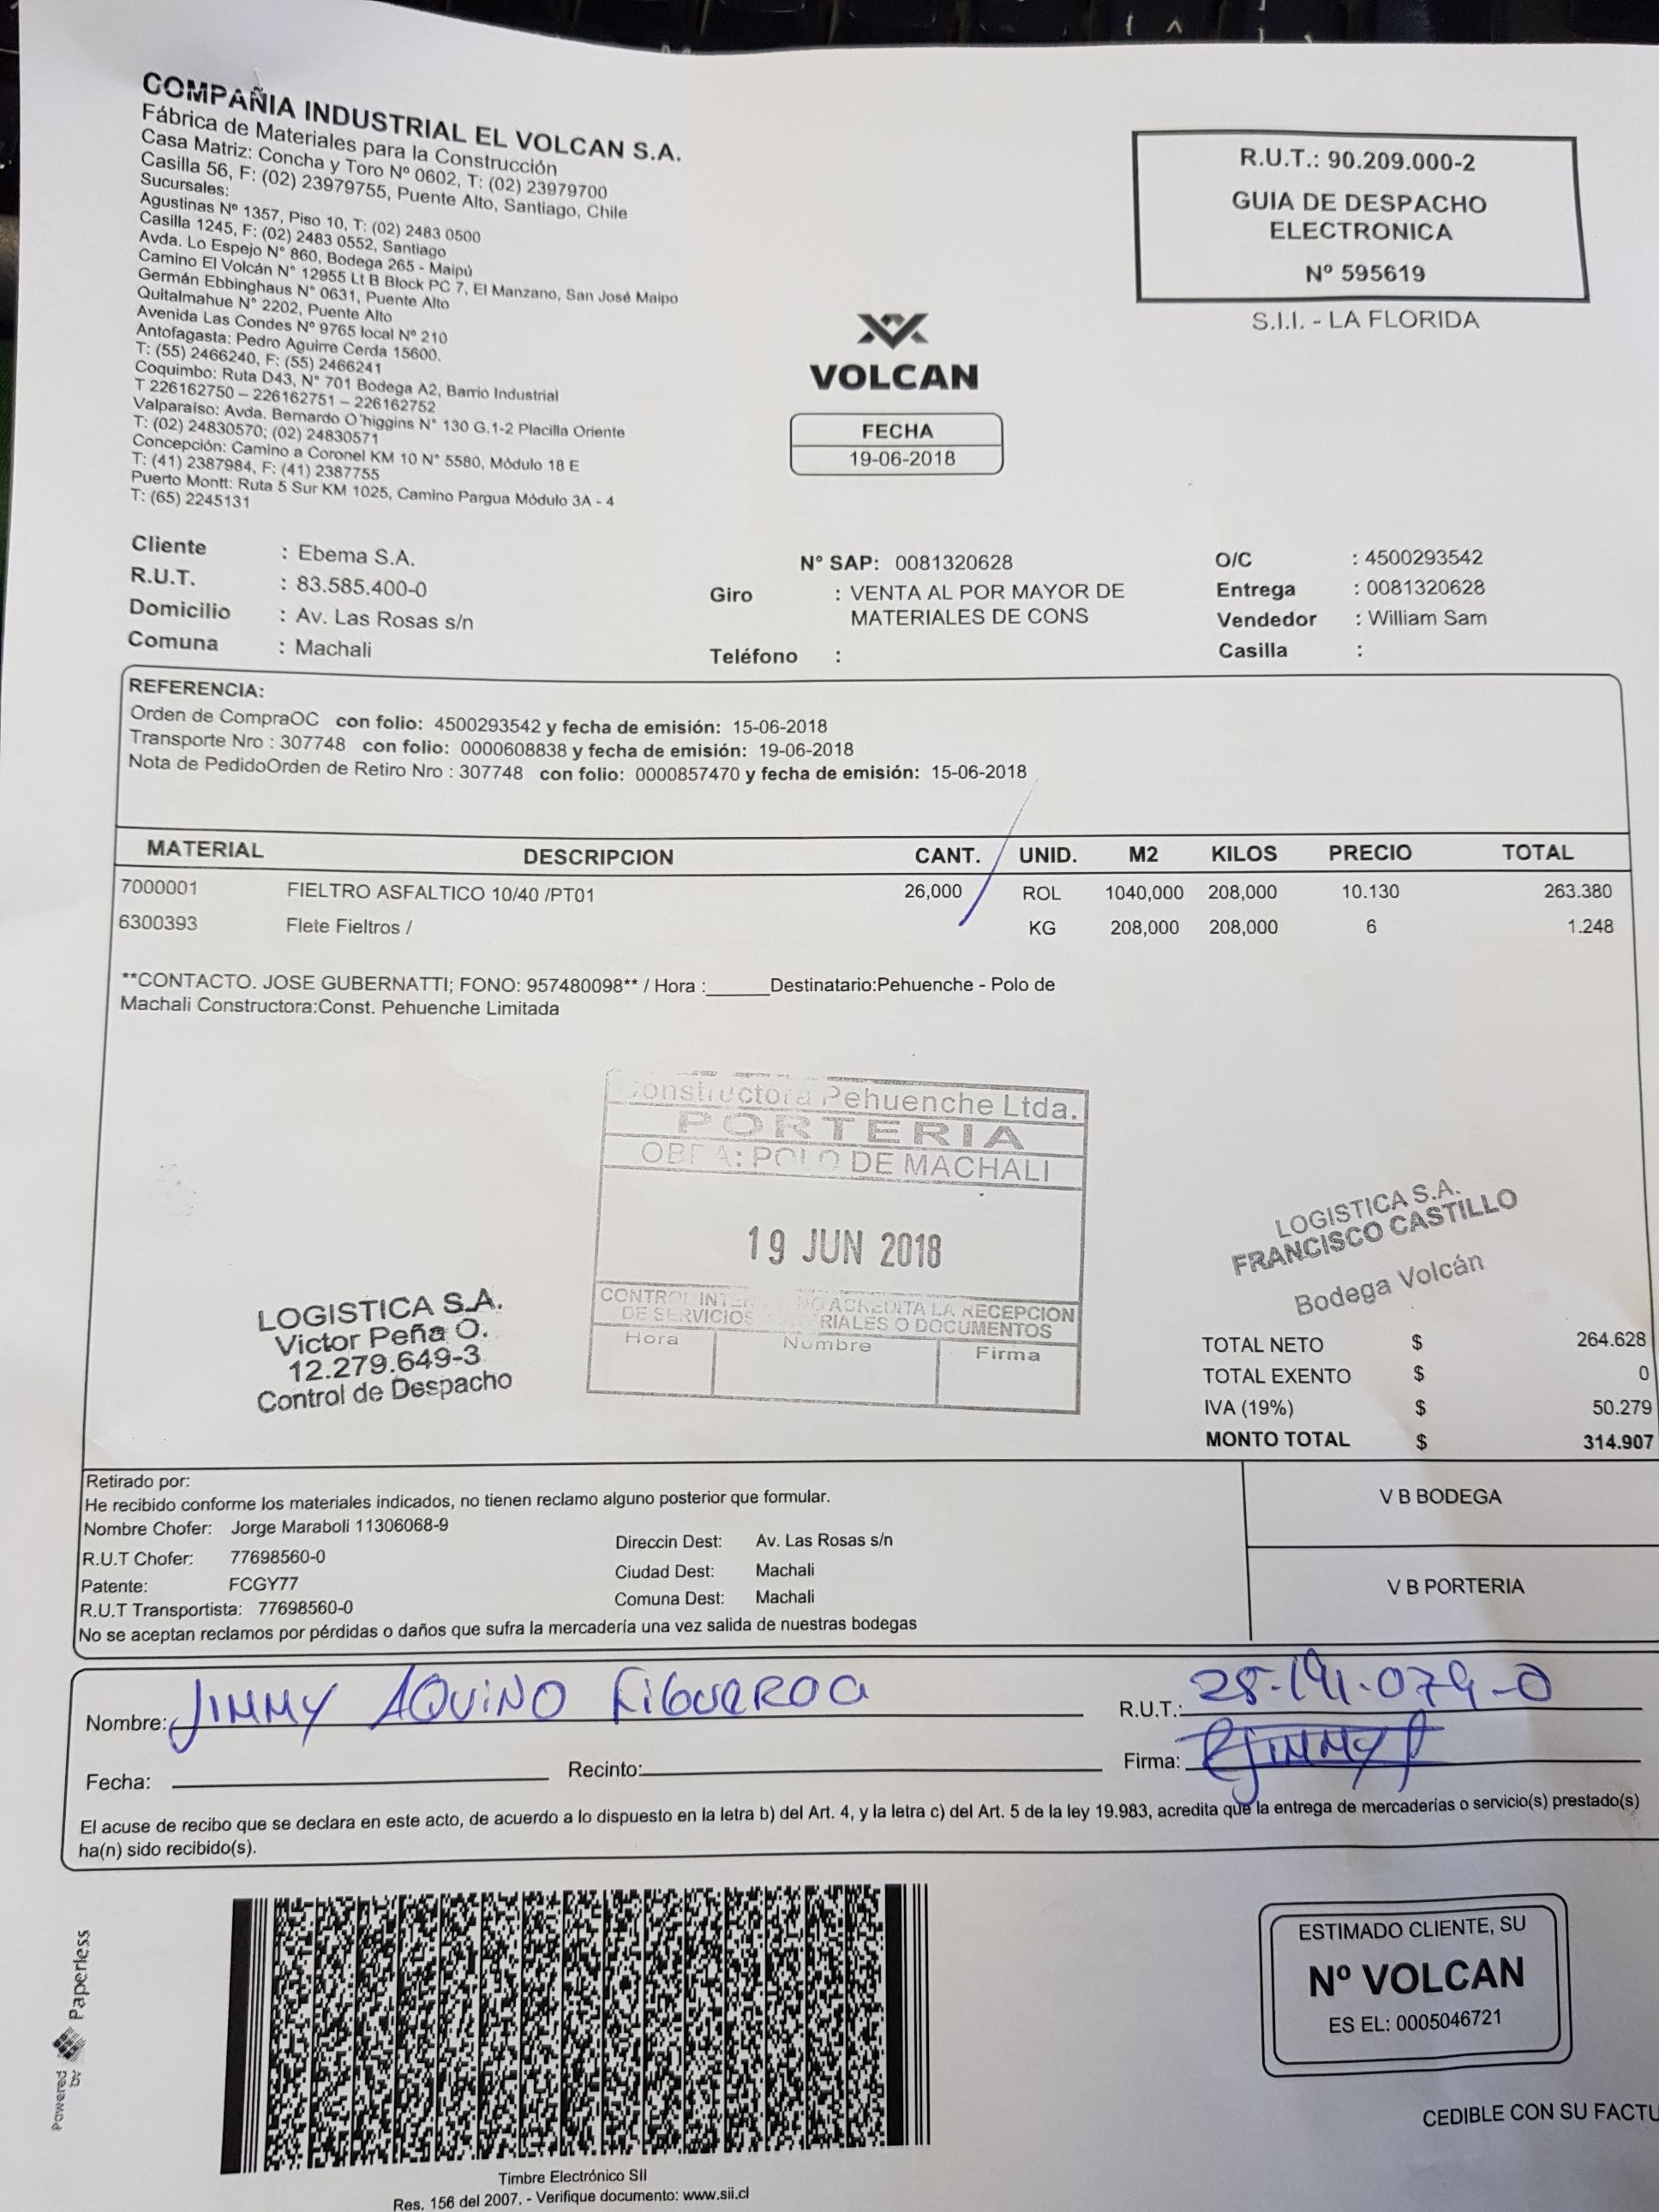 COMPAÑIA INDUSTRIAL EL VOLCAN S.A.
Fábrica de Materiales para la Construcción
Casa Matriz: Concha y Toro Nº 0602, T: (02) 23979700
Casilla 56, F: (02) 23979755, Puente Alto, Santiago, Chile
Sucursales:
Agustinas Nº 1357, Piso 10, T: (02) 2483 0500
Casilla 1245, F: (02) 2483 0552, Santiago
Avda. Lo Espejo N° 860, Bodega 265 - Maipú
Camino El Volcán N° 12955 Lt B Block PC 7, El Manzano, San José Maipo
Germán Ebbinghaus N° 0631, Puente Alto
Quitalmahue N° 2202, Puente Alto
Avenida Las Condes Nº 9765 local Nº 210
Antofagasta: Pedro Aguirre Cerda 15600.
T: (55) 2466240, F: (55) 2466241
Coquimbo: Ruta D43, N° 701 Bodega A2, Barrio Industrial
T 226162750 – 226162751 – 226162752
Valparaíso: Avda. Bernardo O´higgins N° 130 G.1-2 Placilla Oriente
T: (02) 24830570; (02) 24830571
Concepción: Camino a Coronel KM 10 N° 5580, Módulo 18 E
T: (41) 2387984, F: (41) 2387755
Puerto Montt: Ruta 5 Sur KM 1025, Camino Pargua Módulo 3A - 4
T: (65) 2245131
R.U.T.: 90.209.000-2
GUIA DE DESPACHO
ELECTRONICA
Nº 595619
S.I.I. - LA FLORIDA
VOLCAN
FECHA
19-06-2018
Cliente : Ebema S.A.
R.U.T. : 83.585.400-0
Domicilio : Av. Las Rosas s/n
Comuna : Machali
Nº SAP: 0081320628
Giro : VENTA AL POR MAYOR DE
MATERIALES DE CONS
Teléfono :
O/C : 4500293542
Entrega : 0081320628
Vendedor : William Sam
Casilla :
REFERENCIA:
Orden de CompraOC con folio: 4500293542 y fecha de emisión: 15-06-2018
Transporte Nro : 307748 con folio: 0000608838 y fecha de emisión: 19-06-2018
Nota de PedidoOrden de Retiro Nro : 307748 con folio: 0000857470 y fecha de emisión: 15-06-2018
MATERIAL DESCRIPCION CANT. UNID. M2 KILOS PRECIO TOTAL
7000001 FIELTRO ASFALTICO 10/40 /PT01 26,000 ROL 1040,000 208,000 10.130 263.380
6300393 Flete Fieltros / KG 208,000 208,000 6 1.248
**CONTACTO. JOSE GUBERNATTI; FONO: 957480098** / Hora :______Destinatario:Pehuenche - Polo de
Machali Constructora:Const. Pehuenche Limitada
Constructora Pehuenche Ltda.
PORTERIA
OBRA: POLO DE MACHALI
19 JUN 2018
CONTROL NO ACREDITA LA RECEPCION
DE SERVICIOS O DOCUMENTOS
Hora Nombre Firma
LOGISTICA S.A.
Victor Peña O.
12.279.649-3
Control de Despacho
LOGISTICA S.A.
FRANCISCO CASTILLO
Bodega Volcán
TOTAL NETO $ 264.628
TOTAL EXENTO $ 0
IVA (19%) $ 50.279
MONTO TOTAL $ 314.907
Retirado por:
He recibido conforme los materiales indicados, no tienen reclamo alguno posterior que formular.
Nombre Chofer: Jorge Maraboli 11306068-9
R.U.T Chofer: 77698560-0
Patente: FCGY77
R.U.T Transportista: 77698560-0
Direccin Dest: Av. Las Rosas s/n
Ciudad Dest: Machali
Comuna Dest: Machali
No se aceptan reclamos por pérdidas o daños que sufra la mercadería una vez salida de nuestras bodegas
V B BODEGA
V B PORTERIA
Nombre: JIMMY AQUINO FIGUEROA
R.U.T.: 25.191.079-0
Fecha: Recinto: Firma: JIMMY
El acuse de recibo que se declara en este acto, de acuerdo a lo dispuesto en la letra b) del Art. 4, y la letra c) del Art. 5 de la ley 19.983, acredita que la entrega de mercaderías o servicio(s) prestado(s)
ha(n) sido recibido(s).
Powered by Paperless
Timbre Electrónico SII
Res. 156 del 2007. - Verifique documento: www.sii.cl
ESTIMADO CLIENTE, SU
Nº VOLCAN
ES EL: 0005046721
CEDIBLE CON SU FACTU